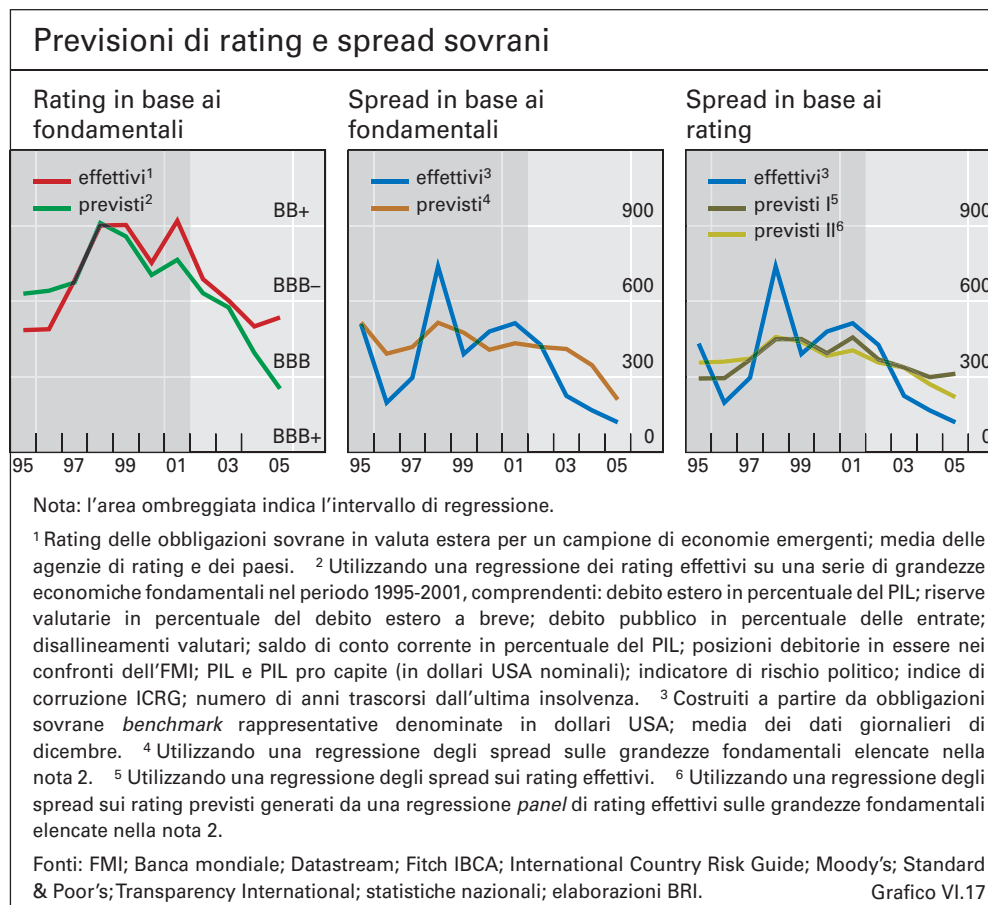 Previsioni di rating e spread sovrani
Rating in base ai
fondamentali
effettivi¹
previsti²
BB+
BBB–
BBB
BBB+
95 97 99 01 03 05
Spread in base ai
fondamentali
effettivi³
previsti⁴
900
600
300
0
95 97 99 01 03 05
Spread in base ai
rating
effettivi³
previsti I⁵
previsti II⁶
900
600
300
0
95 97 99 01 03 05
Nota: l'area ombreggiata indica l'intervallo di regressione.
¹ Rating delle obbligazioni sovrane in valuta estera per un campione di economie emergenti; media delle
agenzie di rating e dei paesi. ² Utilizzando una regressione dei rating effettivi su una serie di grandezze
economiche fondamentali nel periodo 1995-2001, comprendenti: debito estero in percentuale del PIL; riserve
valutarie in percentuale del debito estero a breve; debito pubblico in percentuale delle entrate;
disallineamenti valutari; saldo di conto corrente in percentuale del PIL; posizioni debitorie in essere nei
confronti dell'FMI; PIL e PIL pro capite (in dollari USA nominali); indicatore di rischio politico; indice di
corruzione ICRG; numero di anni trascorsi dall'ultima insolvenza. ³ Costruiti a partire da obbligazioni
sovrane benchmark rappresentative denominate in dollari USA; media dei dati giornalieri di
dicembre. ⁴ Utilizzando una regressione degli spread sulle grandezze fondamentali elencate nella
nota 2. ⁵ Utilizzando una regressione degli spread sui rating effettivi. ⁶ Utilizzando una regressione degli
spread sui rating previsti generati da una regressione panel di rating effettivi sulle grandezze fondamentali
elencate nella nota 2.
Fonti: FMI; Banca mondiale; Datastream; Fitch IBCA; International Country Risk Guide; Moody's; Standard
& Poor's; Transparency International; statistiche nazionali; elaborazioni BRI. Grafico VI.17